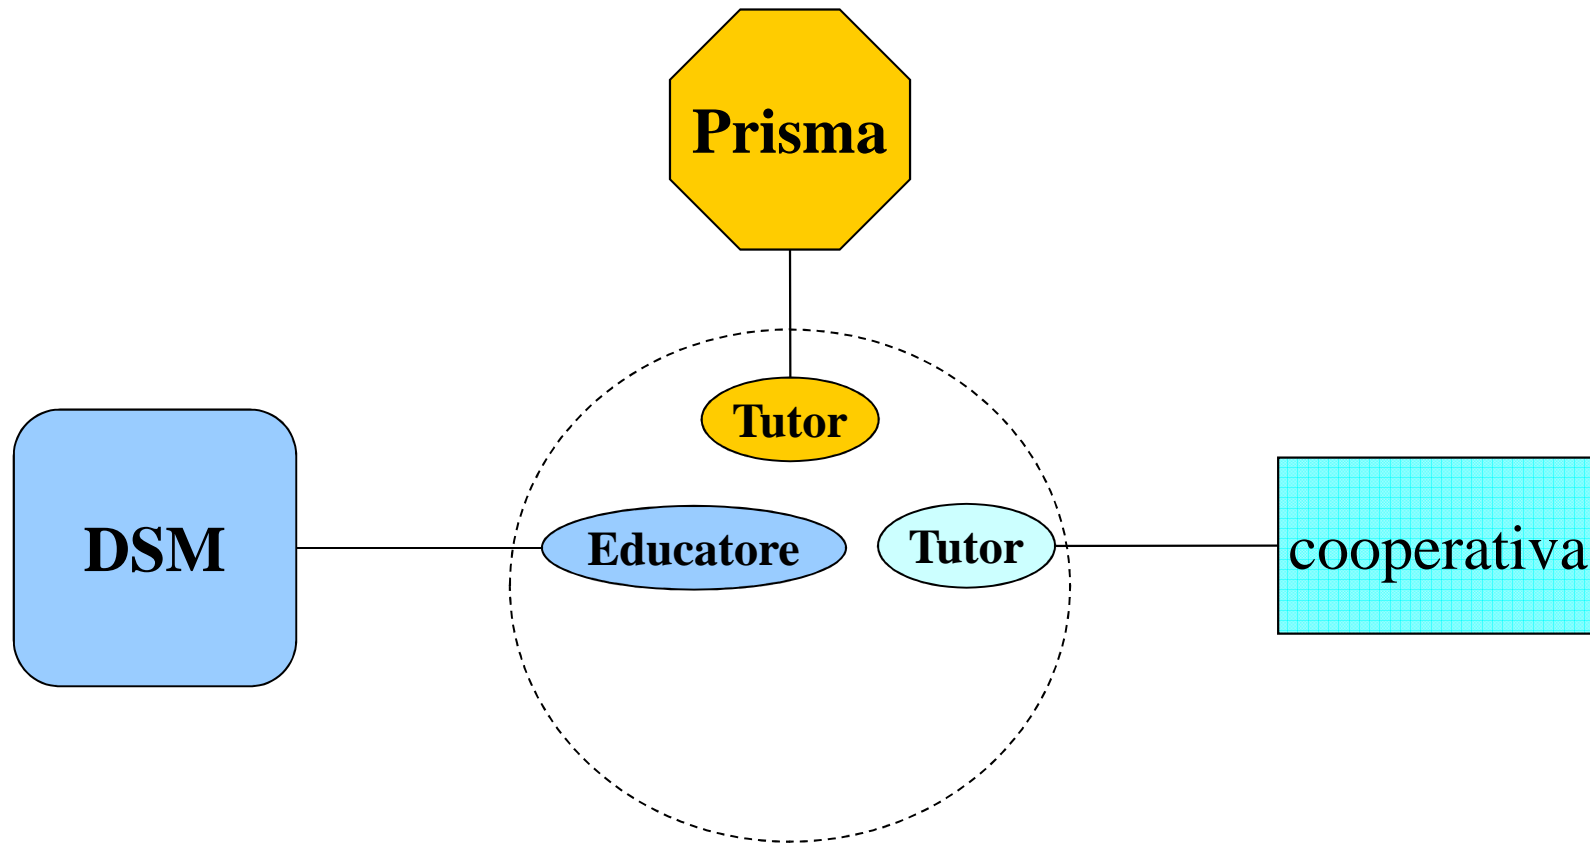 Prisma
Tutor
DSM
Educatore
Tutor
cooperativa